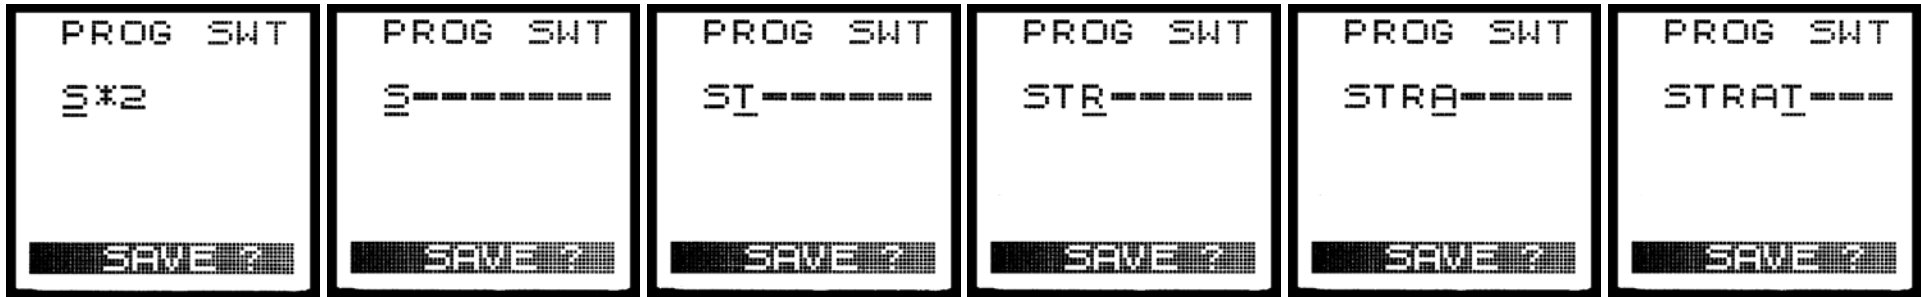 PROG SWT
S*2
SAVE ?
PROG SWT
S-------
SAVE ?
PROG SWT
ST------
SAVE ?
PROG SWT
STR-----
SAVE ?
PROG SWT
STRA----
SAVE ?
PROG SWT
STRAT---
SAVE ?